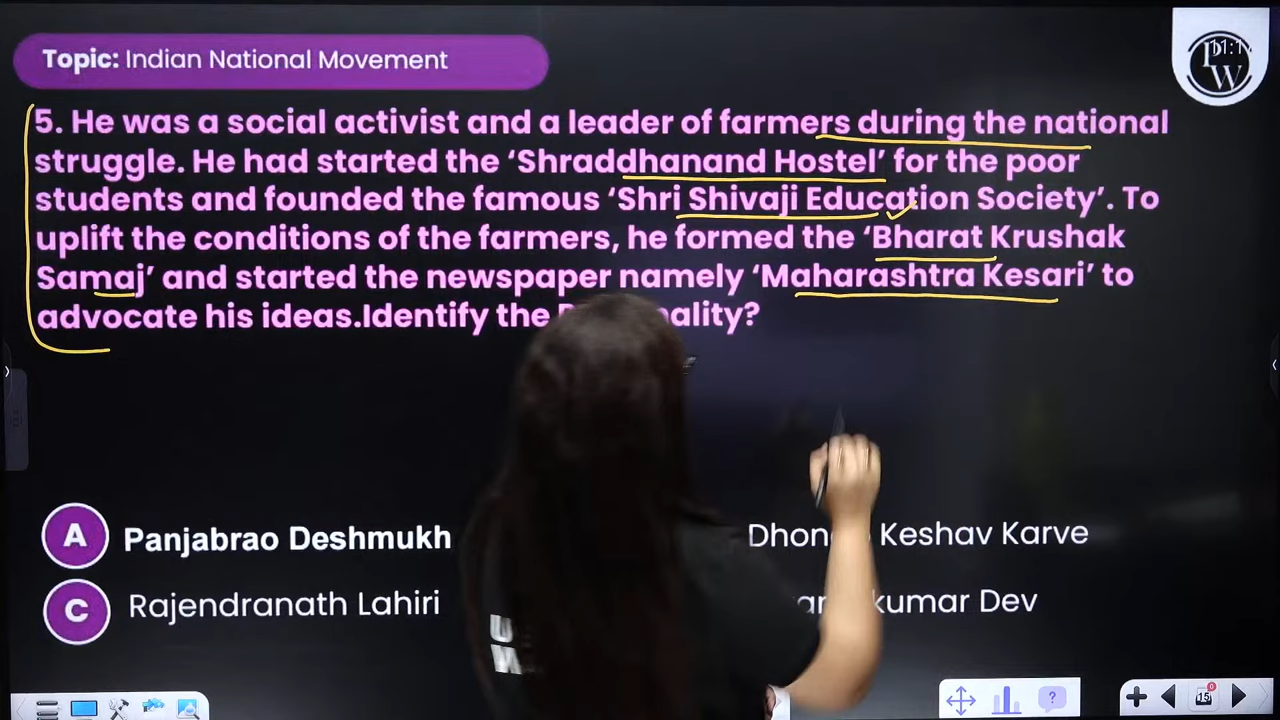 Topic: Indian National Movement
5. He was a social activist and a leader of farmers during the national
struggle. He had started the ‘Shraddhanand Hostel’ for the poor
students and founded the famous ‘Shri Shivaji Education Society’. To
uplift the conditions of the farmers, he formed the ‘Bharat Krushak
Samaj’ and started the newspaper namely ‘Maharashtra Kesari’ to
advocate his ideas.Identify the
A Panjabrao Deshmukh
Keshav Karve
C Rajendranath Lahiri
Dev